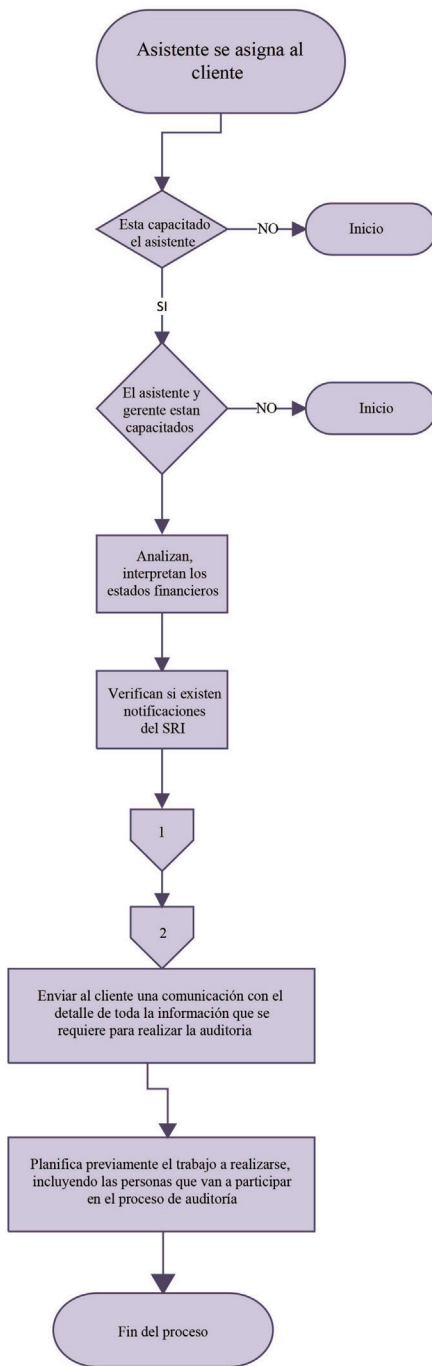 Asistente se asigna al
cliente
Esta capacitado
el asistente
NO
Inicio
SI
El asistente y
gerente estan
capacitados
NO
Inicio
Analizan,
interpretan los
estados financieros
Verifican si existen
notificaciones
del SRI
1
2
Enviar al cliente una comunicación con el
detalle de toda la información que se
requiere para realizar la auditoria
Planifica previamente el trabajo a realizarse,
incluyendo las personas que van a participar
en el proceso de auditoría
Fin del proceso